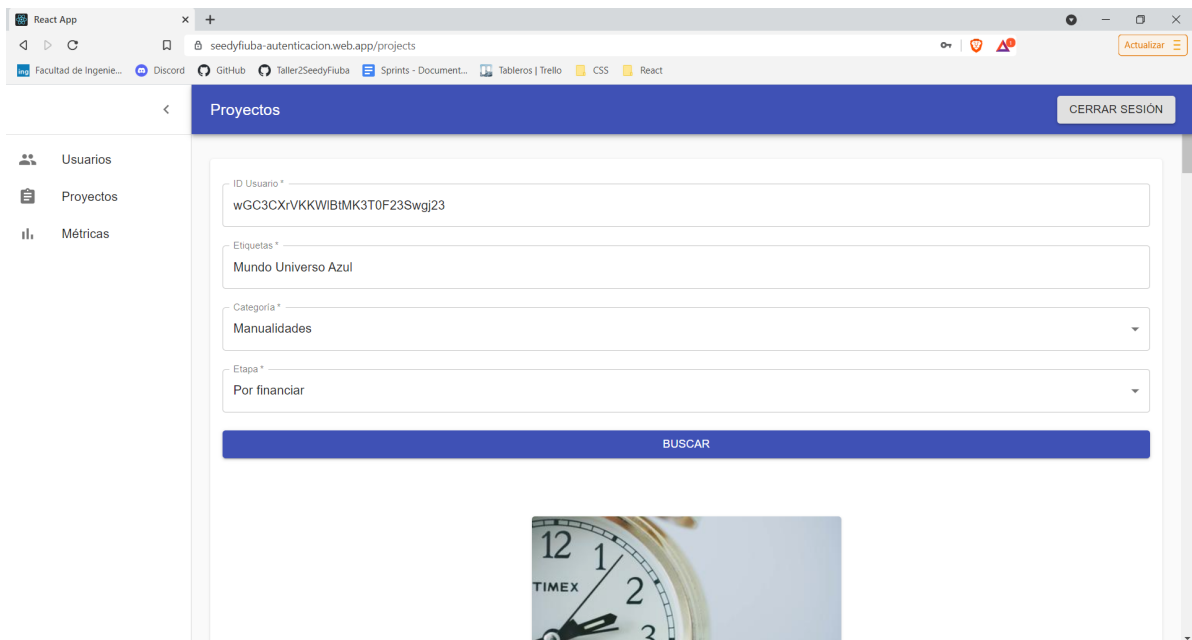 React App
seedyfiuba-autenticacion.web.app/projects
Actualizar
ing Facultad de Ingenie... Discord GitHub Taller2SeedyFiuba Sprints - Document... Tableros | Trello CSS React
Proyectos
CERRAR SESIÓN
Usuarios
Proyectos
Métricas
ID Usuario *
wGC3CXrVKKWlBtMK3T0F23Swgj23
Etiquetas *
Mundo Universo Azul
Categoría *
Manualidades
Etapa *
Por financiar
BUSCAR
12
1
TIMEX
2
3